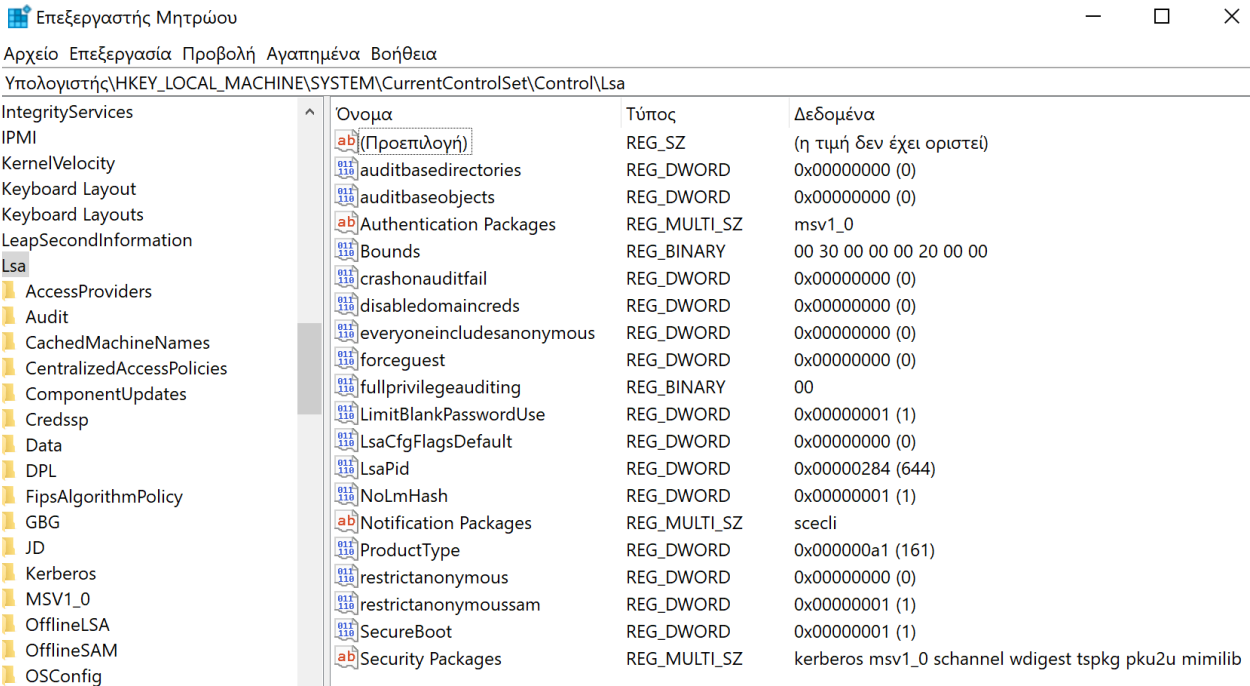 Επεξεργαστής Μητρώου
Αρχείο Επεξεργασία Προβολή Αγαπημένα Βοήθεια
Υπολογιστής\HKEY_LOCAL_MACHINE\SYSTEM\CurrentControlSet\Control\Lsa
IntegrityServices
IPMI
KernelVelocity
Keyboard Layout
Keyboard Layouts
LeapSecondInformation
Lsa
AccessProviders
Audit
CachedMachineNames
CentralizedAccessPolicies
ComponentUpdates
Credssp
Data
DPL
FipsAlgorithmPolicy
GBG
JD
Kerberos
MSV1_0
OfflineLSA
OfflineSAM
OSConfig
Όνομα Τύπος Δεδομένα
(Προεπιλογή) REG_SZ (η τιμή δεν έχει οριστεί)
auditbasedirectories REG_DWORD 0x00000000 (0)
auditbaseobjects REG_DWORD 0x00000000 (0)
Authentication Packages REG_MULTI_SZ msv1_0
Bounds REG_BINARY 00 30 00 00 00 20 00 00
crashonauditfail REG_DWORD 0x00000000 (0)
disabledomaincreds REG_DWORD 0x00000000 (0)
everyoneincludesanonymous REG_DWORD 0x00000000 (0)
forceguest REG_DWORD 0x00000000 (0)
fullprivilegeauditing REG_BINARY 00
LimitBlankPasswordUse REG_DWORD 0x00000001 (1)
LsaCfgFlagsDefault REG_DWORD 0x00000000 (0)
LsaPid REG_DWORD 0x00000284 (644)
NoLmHash REG_DWORD 0x00000001 (1)
Notification Packages REG_MULTI_SZ scecli
ProductType REG_DWORD 0x000000a1 (161)
restrictanonymous REG_DWORD 0x00000000 (0)
restrictanonymoussam REG_DWORD 0x00000001 (1)
SecureBoot REG_DWORD 0x00000001 (1)
Security Packages REG_MULTI_SZ kerberos msv1_0 schannel wdigest tspkg pku2u mimilib